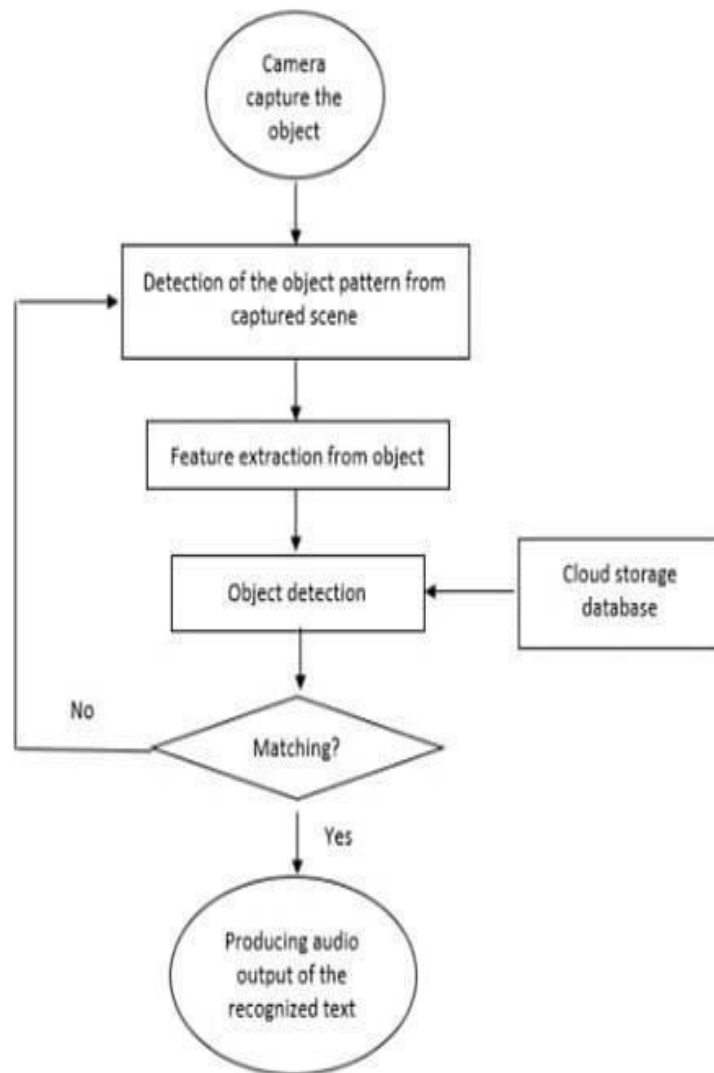 Camera
capture the
object
Detection of the object pattern from
captured scene
Feature extraction from object
Object detection
Cloud storage
database
No
Matching?
Yes
Producing audio
output of the
recognized text